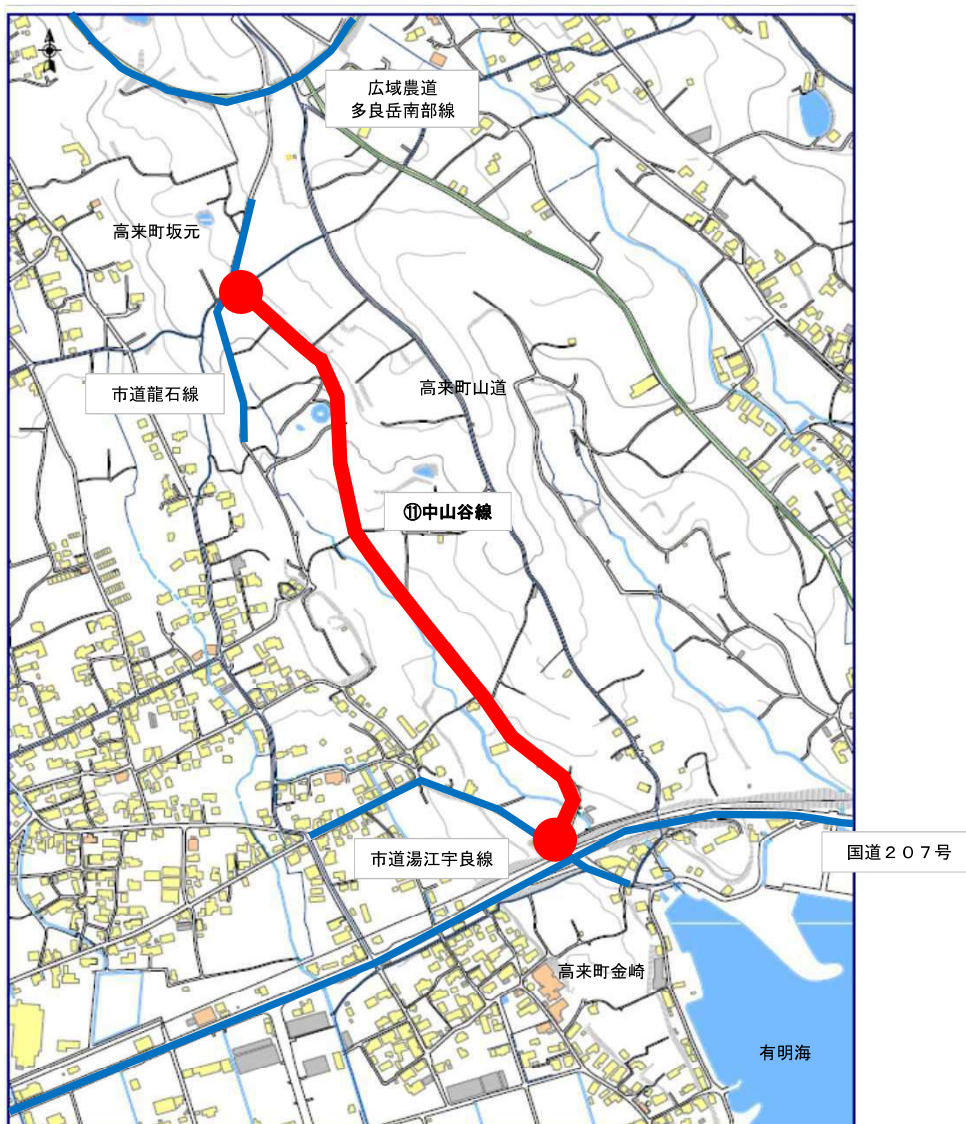 広域農道
多良岳南部線
高来町坂元
市道龍石線
高来町山道
⑪中山谷線
市道湯江宇良線
国道２０７号
高来町金崎
有明海